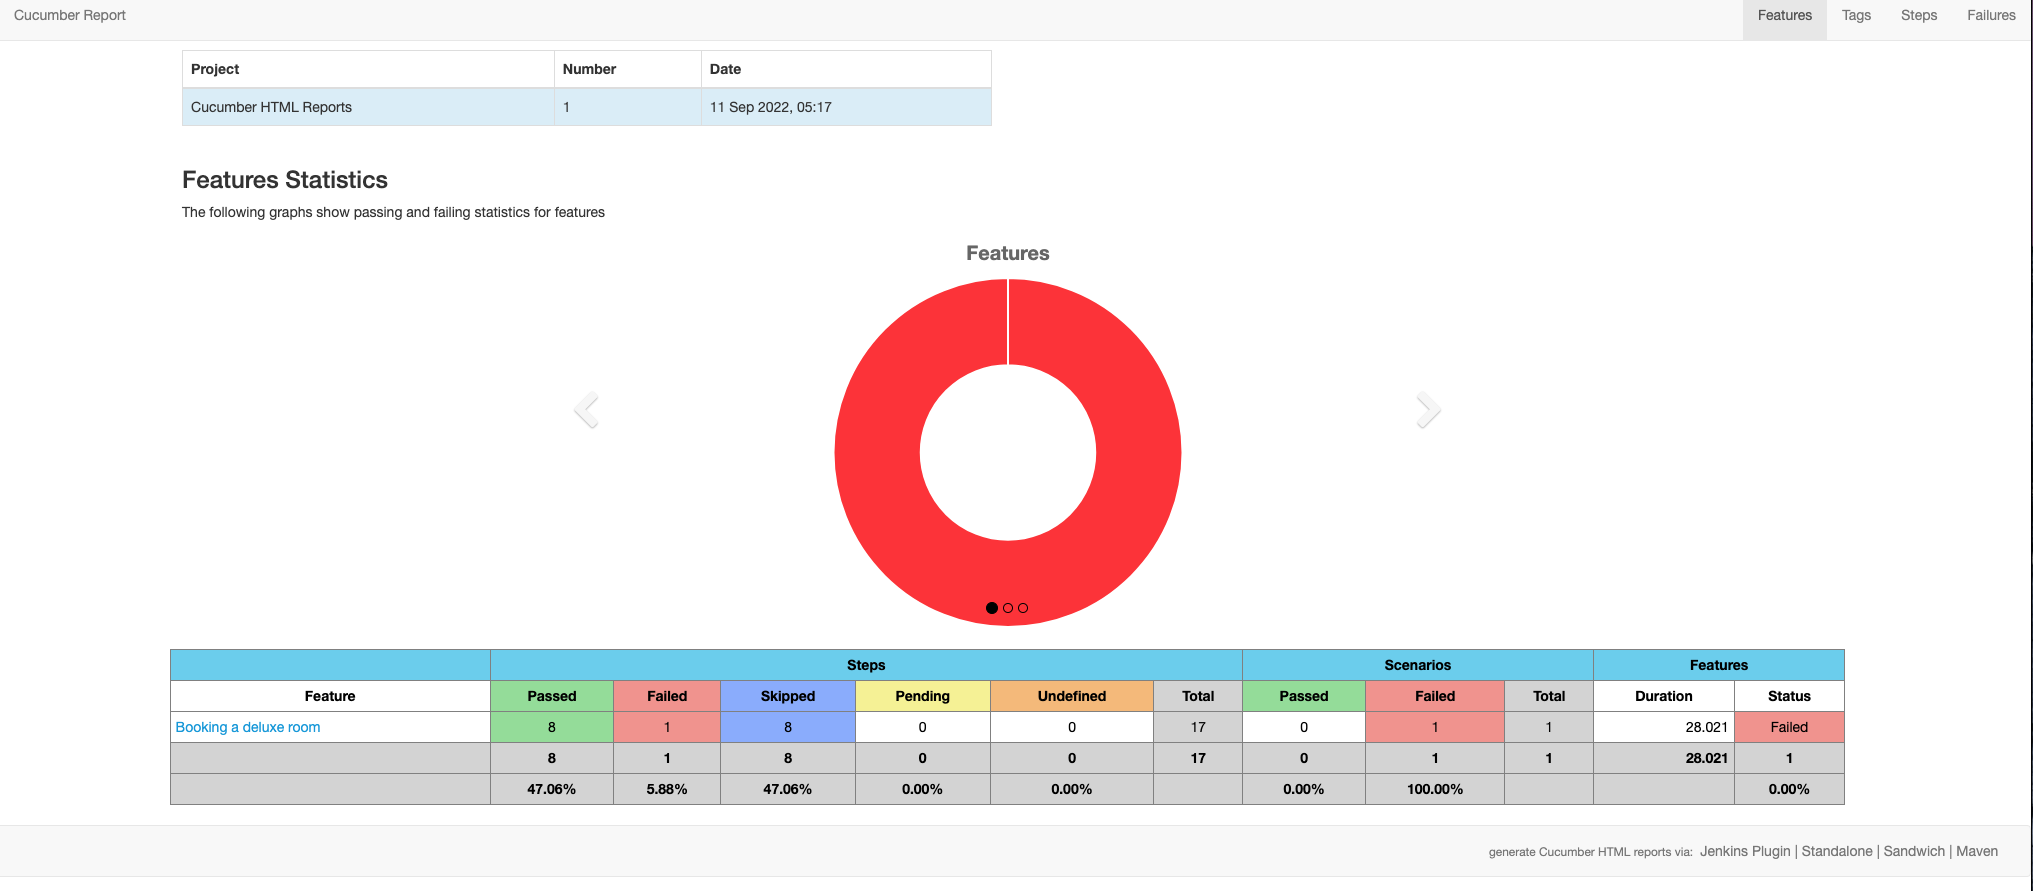 Cucumber Report Features Tags Steps Failures
Project Number Date
Cucumber HTML Reports 1 11 Sep 2022, 05:17
Features Statistics
The following graphs show passing and failing statistics for features
Features
Steps Scenarios Features
Feature Passed Failed Skipped Pending Undefined Total Passed Failed Total Duration Status
Booking a deluxe room 8 1 8 0 0 17 0 1 1 28.021 Failed
8 1 8 0 0 17 0 1 1 28.021 1
47.06% 5.88% 47.06% 0.00% 0.00% 0.00% 100.00% 0.00%
generate Cucumber HTML reports via: Jenkins Plugin | Standalone | Sandwich | Maven